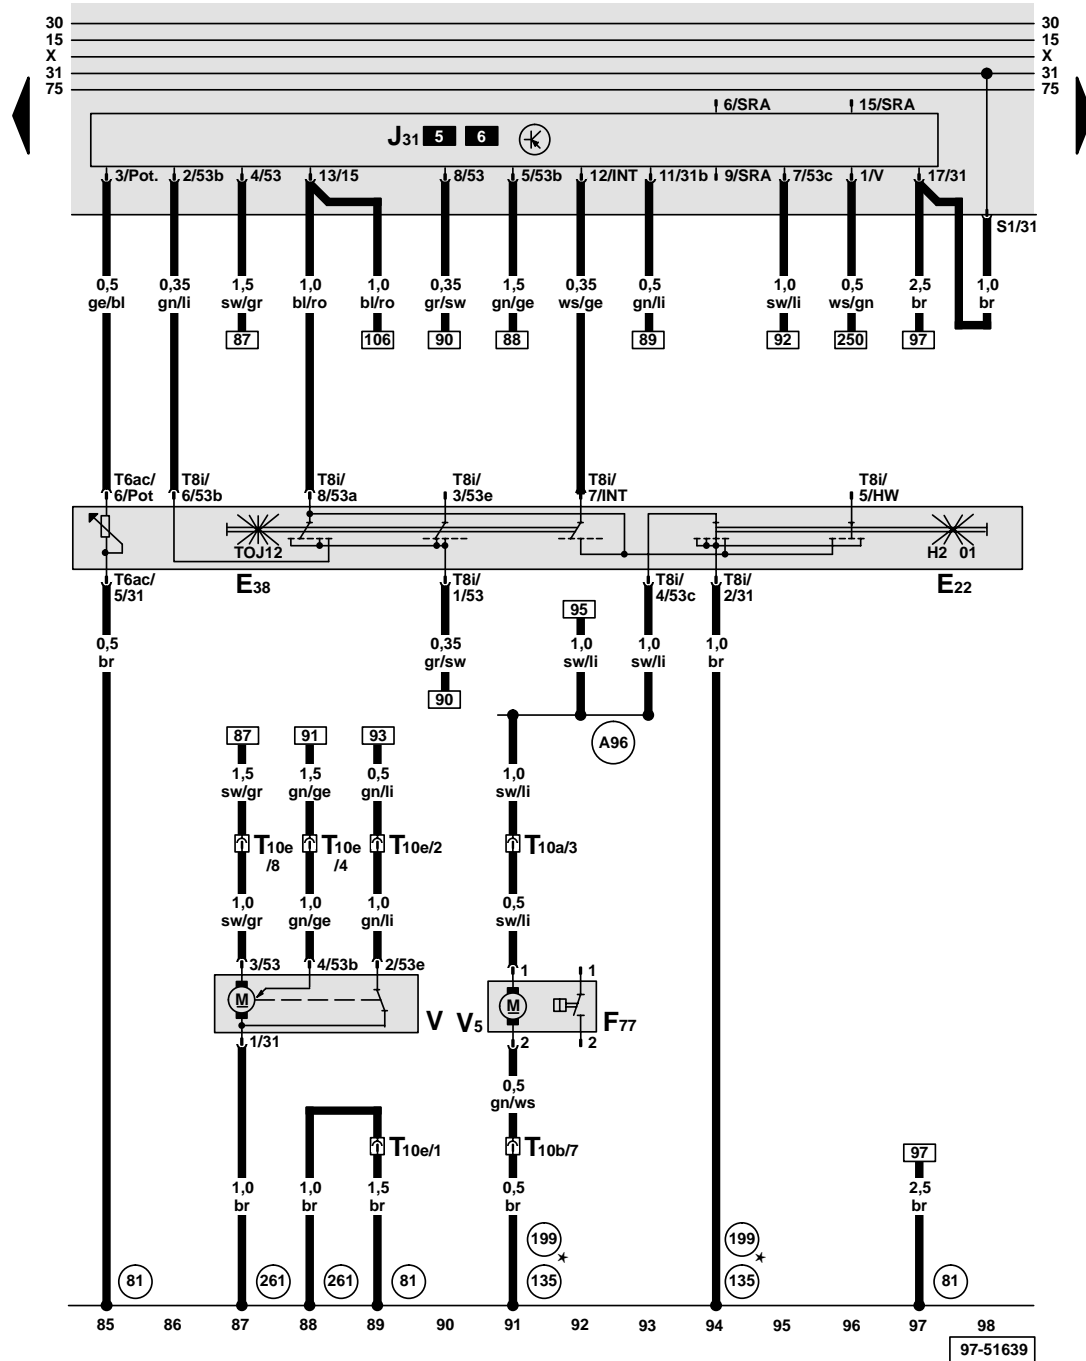 30 30
15 15
X X
31 31
75 75
6/SRA 15/SRA
J31 5 6
3/Pot. 2/53b 4/53 13/15 8/53 5/53b 12/INT 11/31b 9/SRA 7/53c 1/V 17/31
S1/31
0,5 0,35 1,5 1,0 1,0 0,35 1,5 0,35 0,5 1,0 0,5 2,5 1,0
ge/bl gn/li sw/gr bl/ro bl/ro gr/sw gn/ge ws/ge gn/li sw/li ws/gn br br
87 106 90 88 89 92 250 97
T6ac/ T8i/ T8i/ T8i/ T8i/ T8i/
6/Pot 6/53b 8/53a 3/53e 7/INT 5/HW
TOJ12 H2 01
T6ac/ E38 T8i/ T8i/ T8i/ E22
5/31 1/53 4/53c 2/31
95
0,5 0,35 1,0 1,0 1,0
br gr/sw sw/li sw/li br
90
87 91 93 A96
1,5 1,5 0,5 1,0
sw/gr gn/ge gn/li sw/li
T10e T10e T10e/2 T10a/3
/8 /4
1,0 1,0 1,0 0,5
sw/gr gn/ge gn/li sw/li
3/53 4/53b 2/53e 1 1
M V V5 M F77
1/31 2 2
0,5
gn/ws
T10e/1 T10b/7 97
1,0 1,0 1,5 0,5 2,5
br br br br br
199 199
★ ★
81 261 261 81 135 135 81
85 86 87 88 89 90 91 92 93 94 95 96 97 98
97-51639